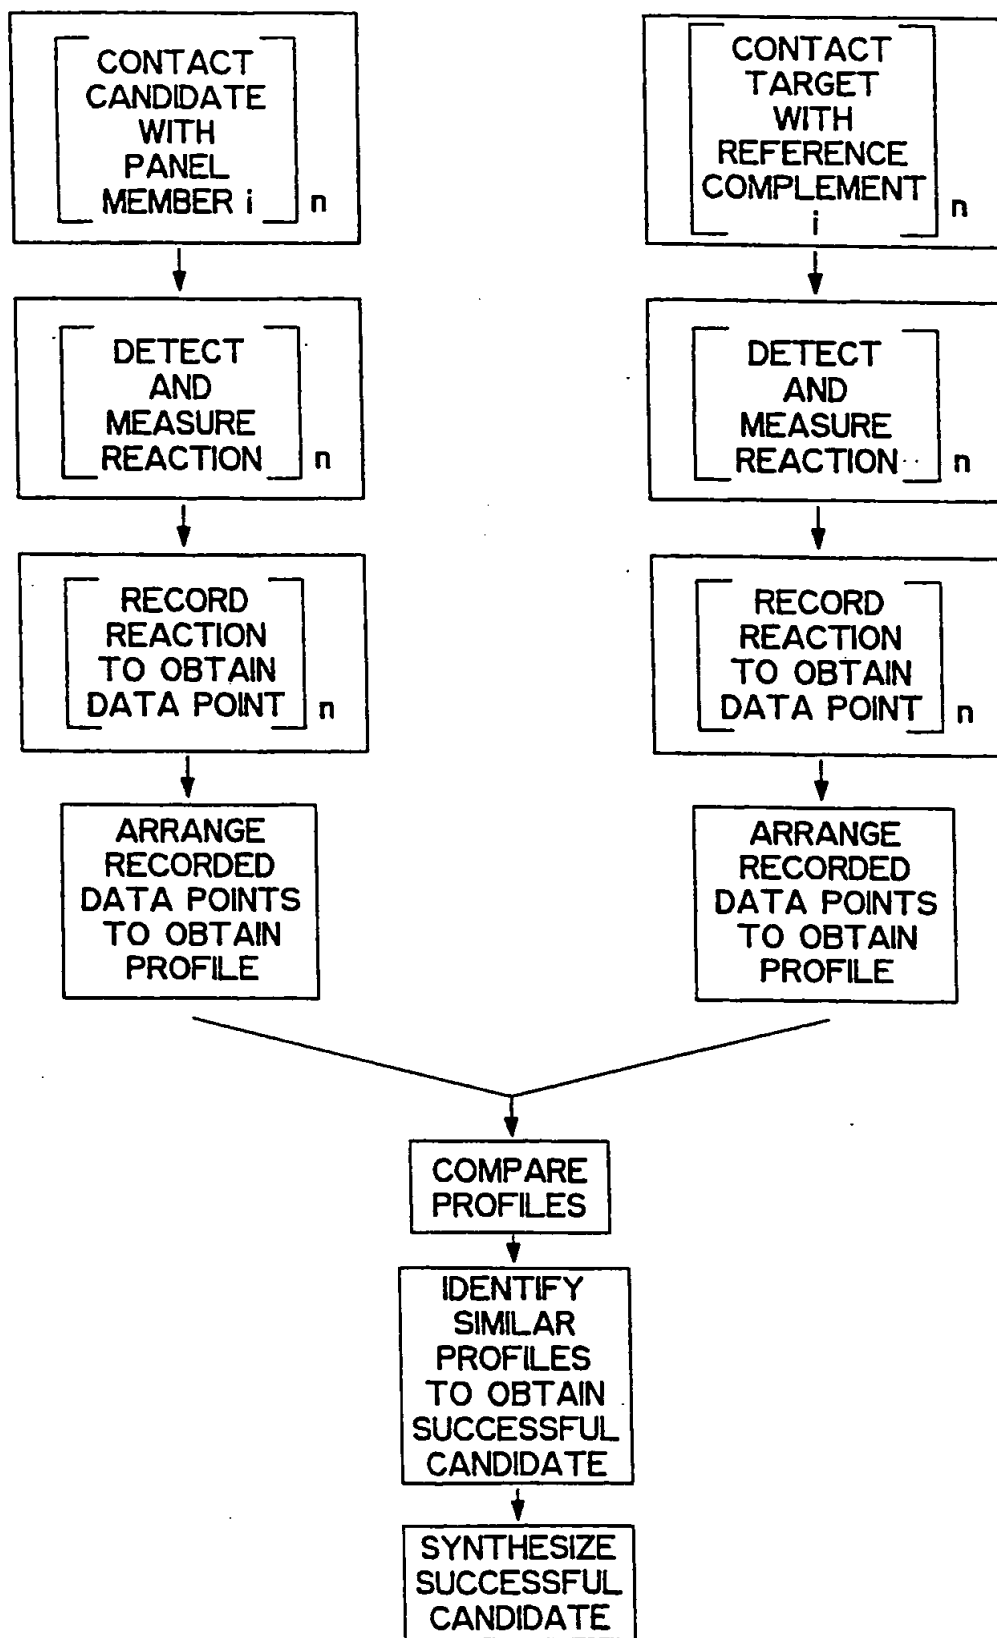 CONTACT
CANDIDATE
WITH
PANEL
MEMBER i
n
DETECT
AND
MEASURE
REACTION
n
RECORD
REACTION
TO OBTAIN
DATA POINT
n
ARRANGE
RECORDED
DATA POINTS
TO OBTAIN
PROFILE
CONTACT
TARGET
WITH
REFERENCE
COMPLEMENT
i
n
DETECT
AND
MEASURE
REACTION
n
RECORD
REACTION
TO OBTAIN
DATA POINT
n
ARRANGE
RECORDED
DATA POINTS
TO OBTAIN
PROFILE
COMPARE
PROFILES
IDENTIFY
SIMILAR
PROFILES
TO OBTAIN
SUCCESSFUL
CANDIDATE
SYNTHESIZE
SUCCESSFUL
CANDIDATE